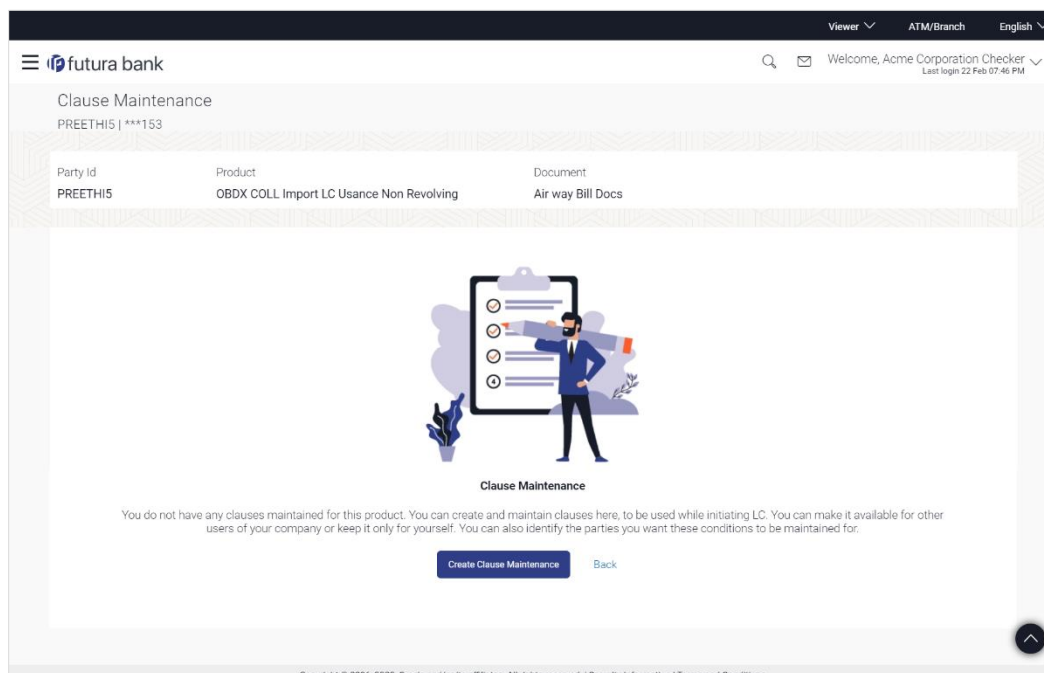 Viewer ATM/Branch English
futura bank
Welcome, Acme Corporation Checker
Last login 22 Feb 07:46 PM
Clause Maintenance
PREETHI5 | ***153
Party Id Product Document
PREETHI5 OBDX COLL Import LC Usance Non Revolving Air way Bill Docs
4
Clause Maintenance
You do not have any clauses maintained for this product. You can create and maintain clauses here, to be used while initiating LC. You can make it available for other
users of your company or keep it only for yourself. You can also identify the parties you want these conditions to be maintained for.
Create Clause Maintenance Back